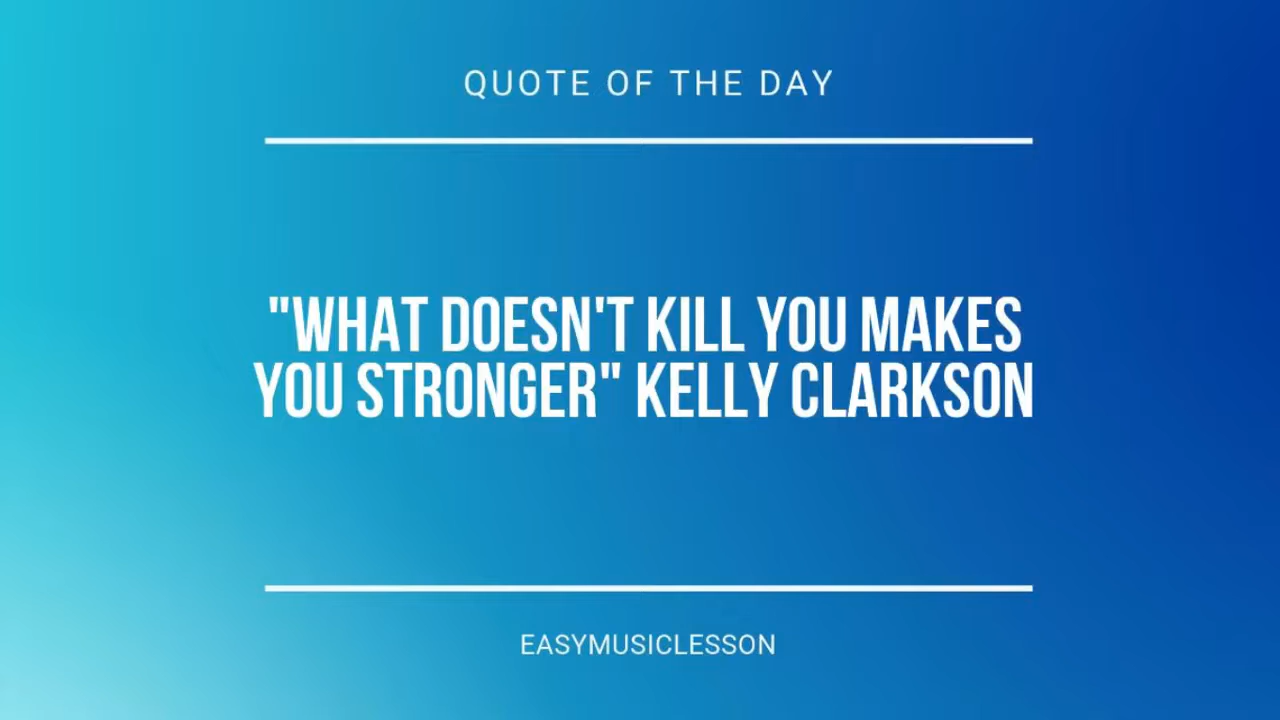 QUOTE OF THE DAY
"WHAT DOESN'T KILL YOU MAKES
YOU STRONGER" KELLY CLARKSON
EASYMUSICLESSON